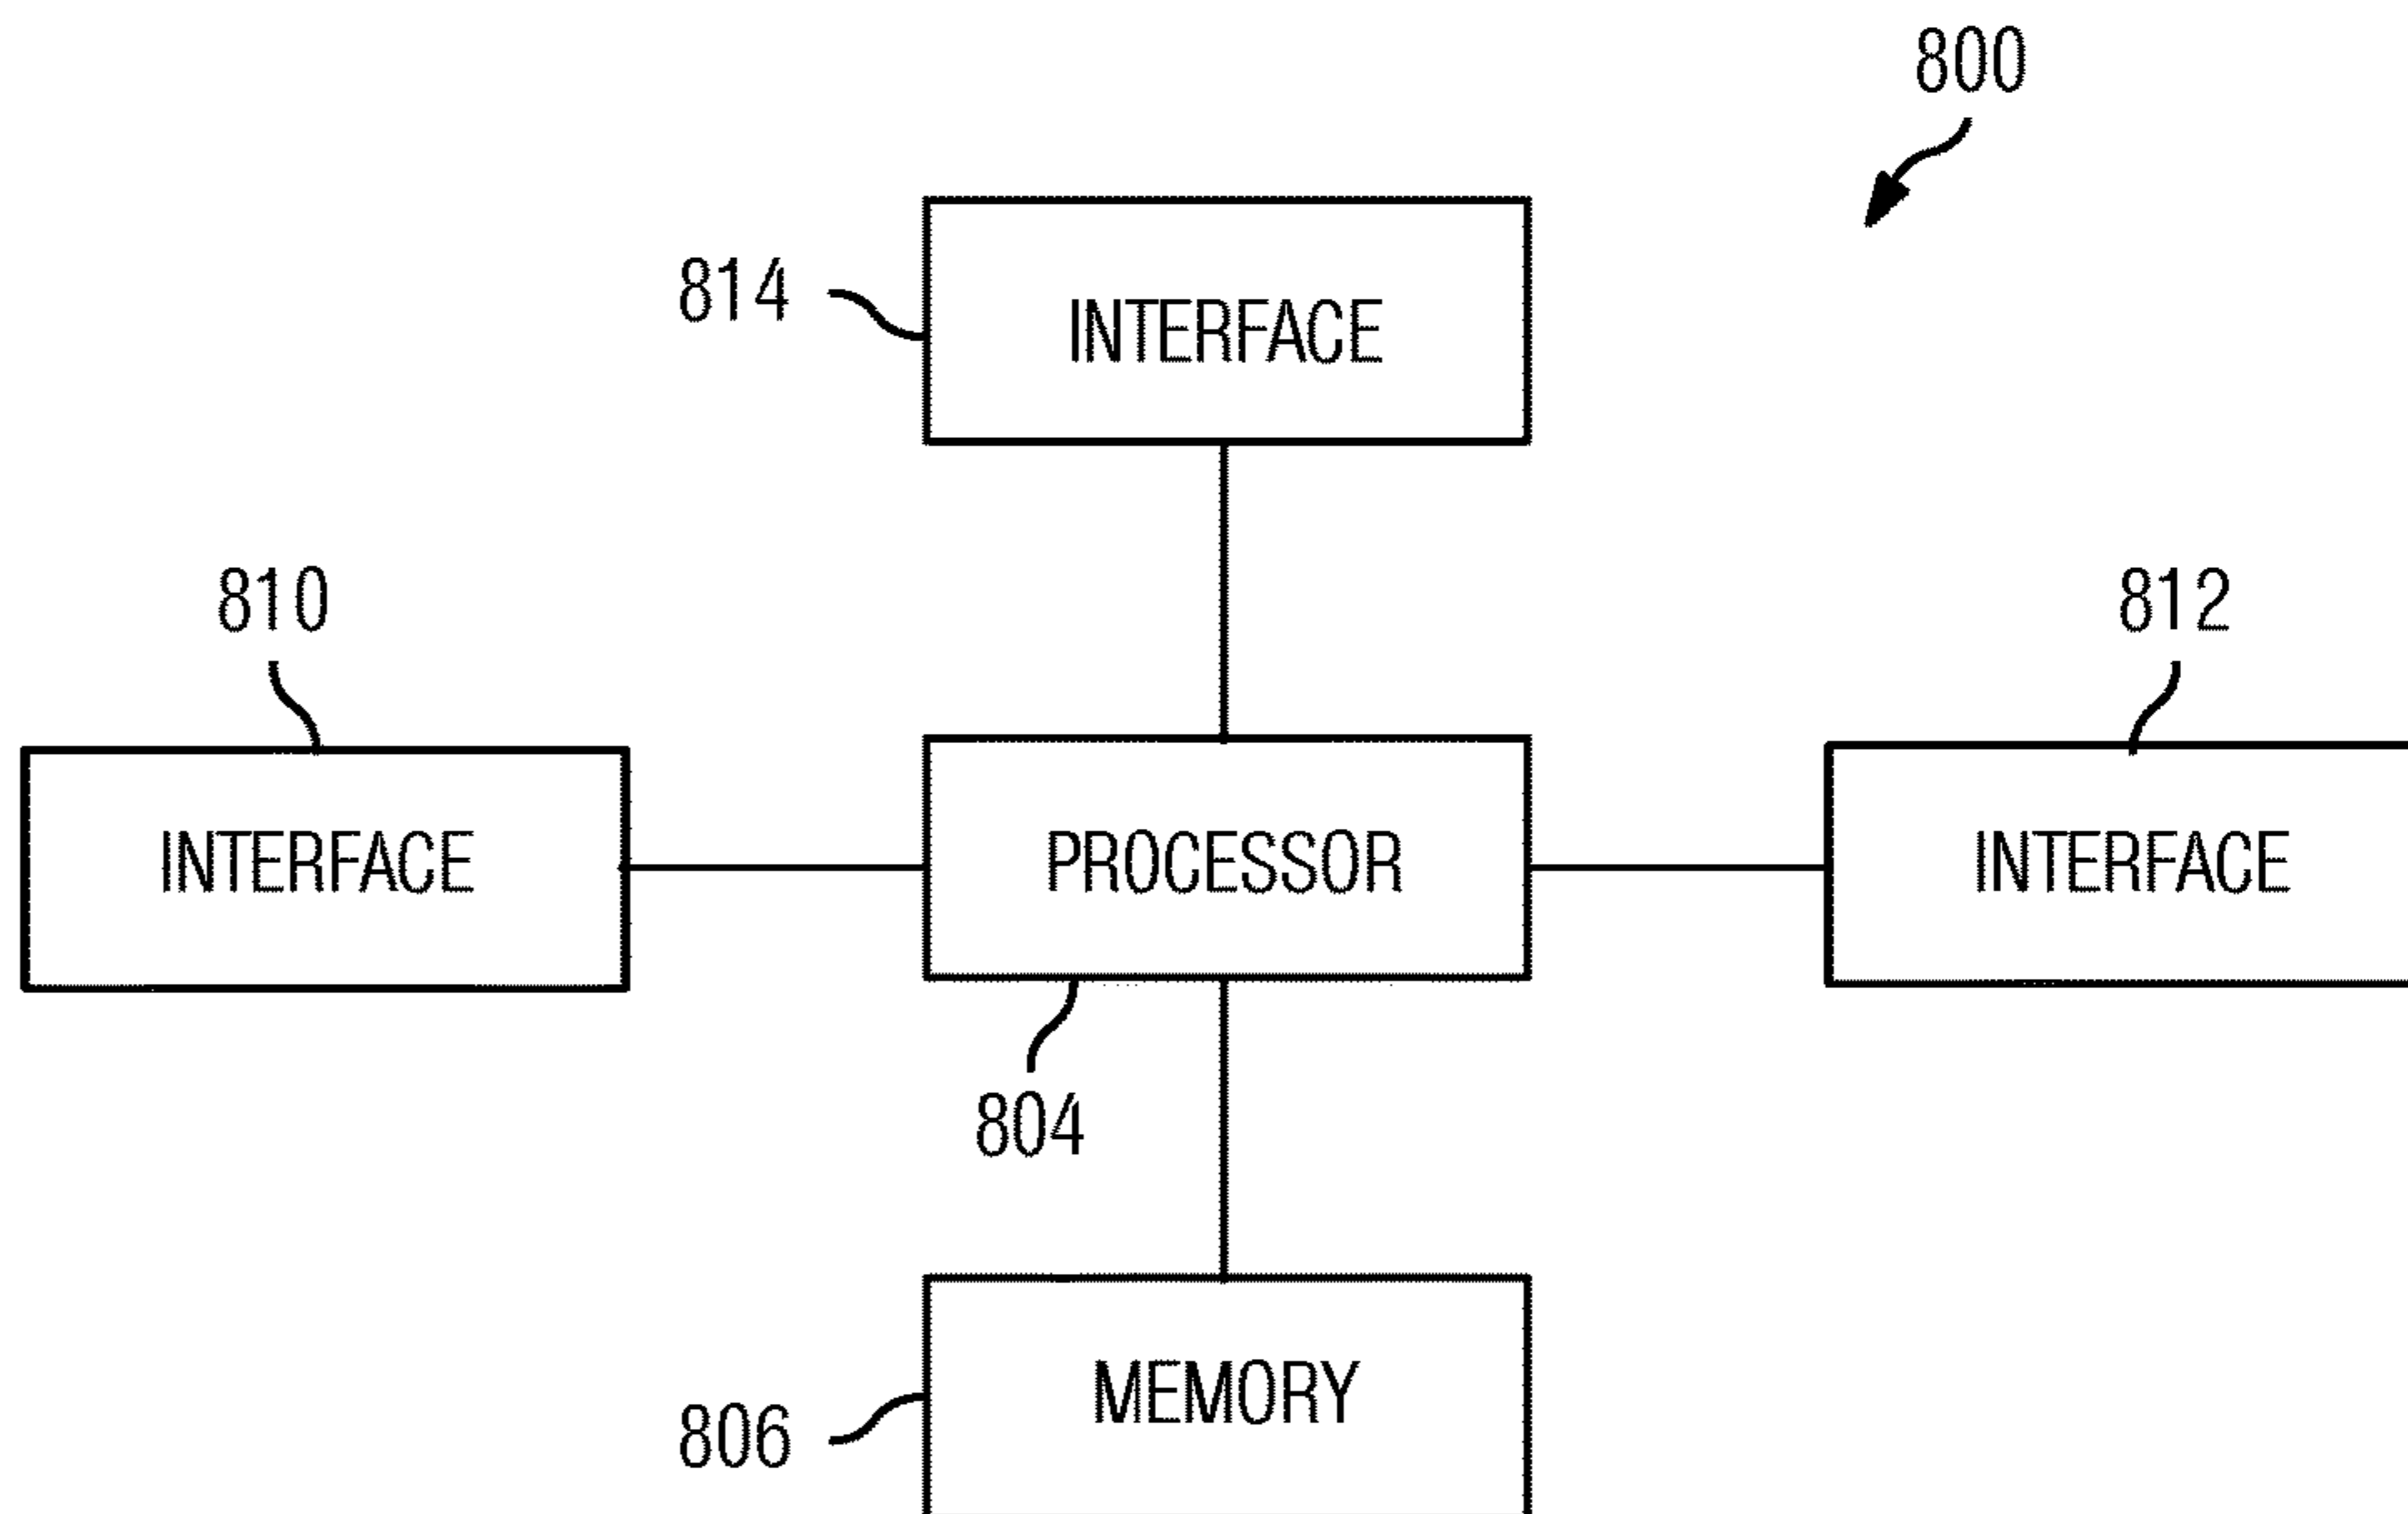 800
814
INTERFACE
810
812
INTERFACE
PROCESSOR
INTERFACE
804
MEMORY
806